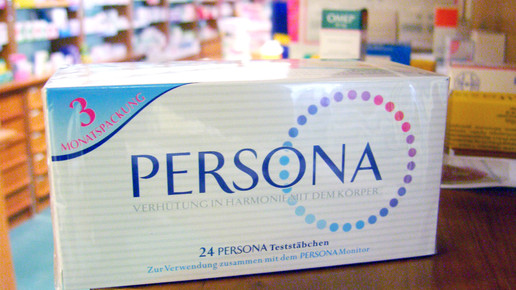 OMEP
3
MONATSPACKUNG
PERSONA
VERHÜTUNG IN HARMONIE MIT DEM KÖRPER
24 PERSONA Teststäbchen
Zur Verwendung zusammen mit dem PERSONA Monitor